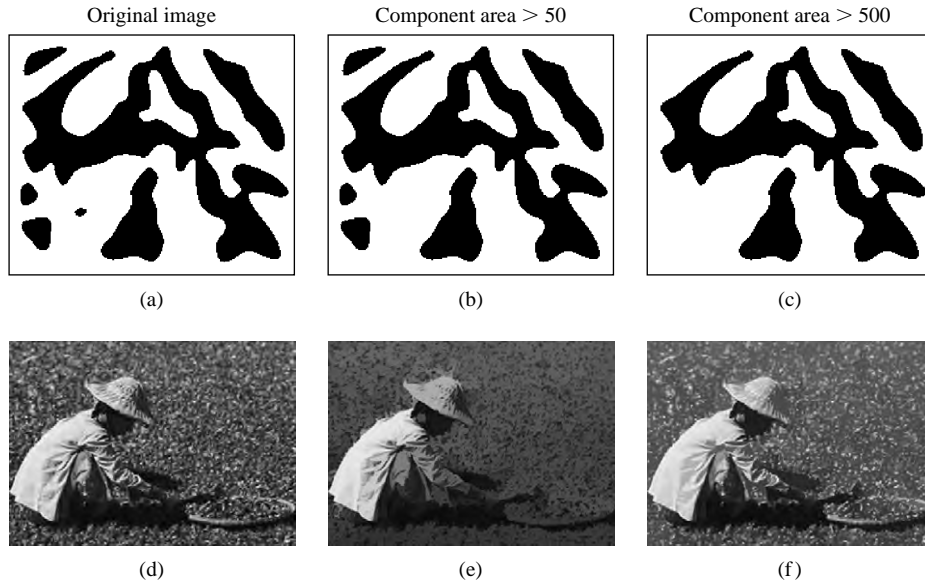 Original image
Component area > 50
Component area > 500
(a)
(b)
(c)
(d)
(e)
(f)